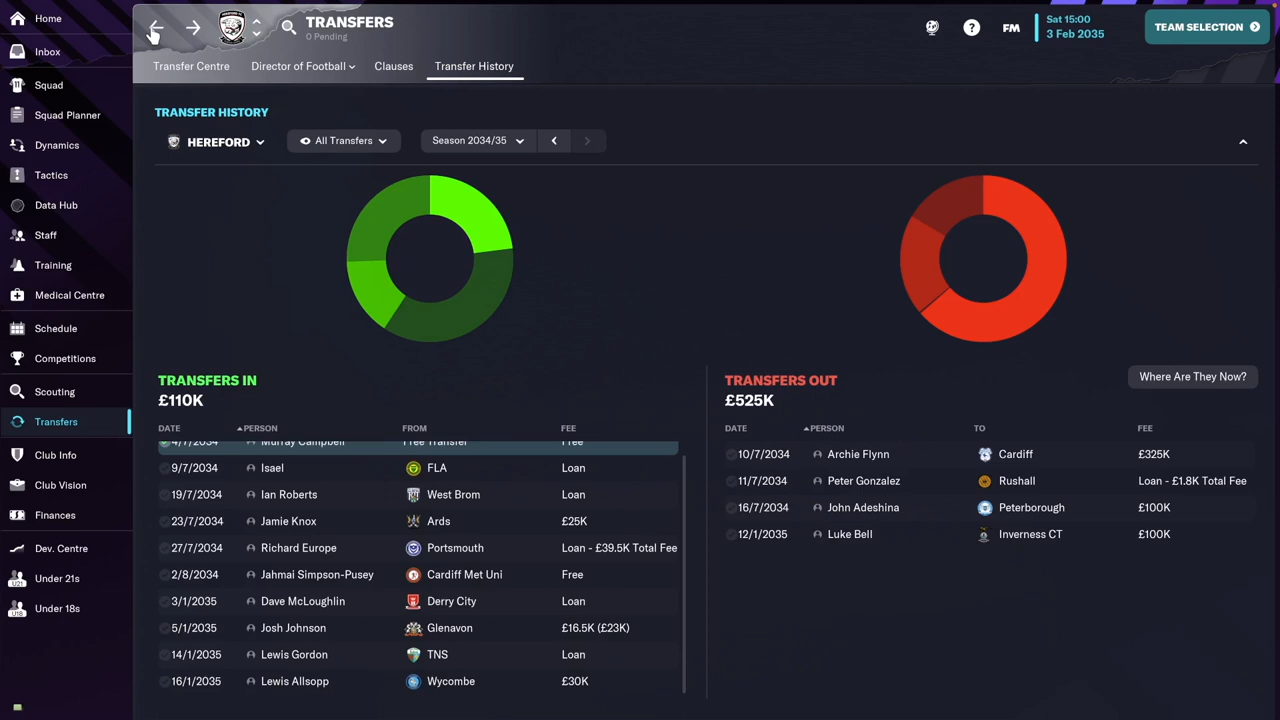 Home
TRANSFERS
0 Pending
FM
Sat 15:00
3 Feb 2035
TEAM SELECTION
Inbox
Squad
Squad Planner
Dynamics
Tactics
Data Hub
Staff
Training
Medical Centre
Schedule
Competitions
Scouting
Transfers
Club Info
Club Vision
Finances
Dev. Centre
Under 21s
U21
Under 18s
U18
Transfer Centre
Director of Football
Clauses
Transfer History
TRANSFER HISTORY
HEREFORD
All Transfers
Season 2034/35
TRANSFERS IN
£110K
DATE PERSON FROM FEE
4/7/2034 Murray Campbell Free Transfer Free
9/7/2034 Isael FLA Loan
19/7/2034 Ian Roberts West Brom Loan
23/7/2034 Jamie Knox Ards £25K
27/7/2034 Richard Europe Portsmouth Loan - £39.5K Total Fee
2/8/2034 Jahmai Simpson-Pusey Cardiff Met Uni Free
3/1/2035 Dave McLoughlin Derry City Loan
5/1/2035 Josh Johnson Glenavon £16.5K (£23K)
14/1/2035 Lewis Gordon TNS Loan
16/1/2035 Lewis Allsopp Wycombe £30K
TRANSFERS OUT
£525K
Where Are They Now?
DATE PERSON TO FEE
10/7/2034 Archie Flynn Cardiff £325K
11/7/2034 Peter Gonzalez Rushall Loan - £1.8K Total Fee
16/7/2034 John Adeshina Peterborough £100K
12/1/2035 Luke Bell Inverness CT £100K